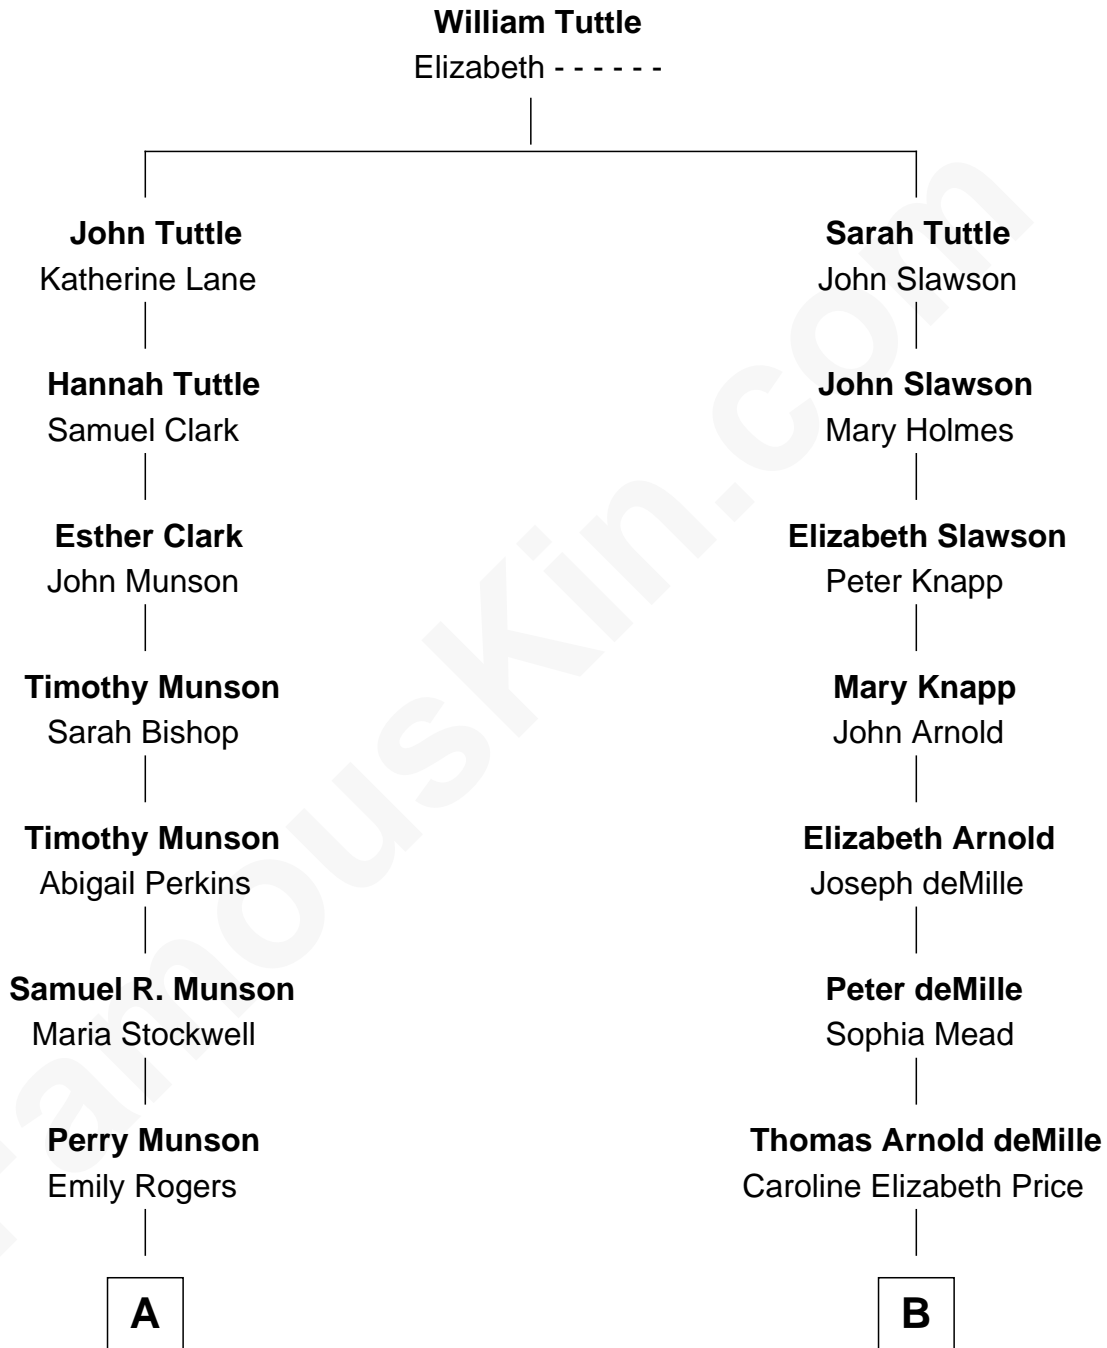 William Tuttle
Elizabeth - - - - - -
John Tuttle
Katherine Lane
Sarah Tuttle
John Slawson
Hannah Tuttle
Samuel Clark
John Slawson
Mary Holmes
Esther Clark
John Munson
Elizabeth Slawson
Peter Knapp
Timothy Munson
Sarah Bishop
Mary Knapp
John Arnold
Timothy Munson
Abigail Perkins
Elizabeth Arnold
Joseph deMille
Samuel R. Munson
Maria Stockwell
Peter deMille
Sophia Mead
Perry Munson
Emily Rogers
Thomas Arnold deMille
Caroline Elizabeth Price
A
B
FamousKin.com